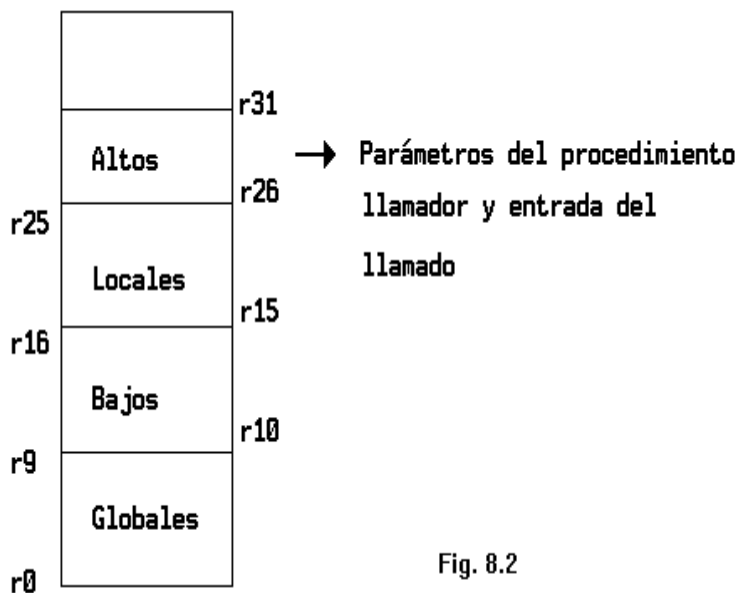 r31
Altos
Parámetros del procedimiento
r26
llamador y entrada del
r25
llamado
Locales
r15
r16
Bajos
r10
r9
Globales
Fig. 8.2
r0